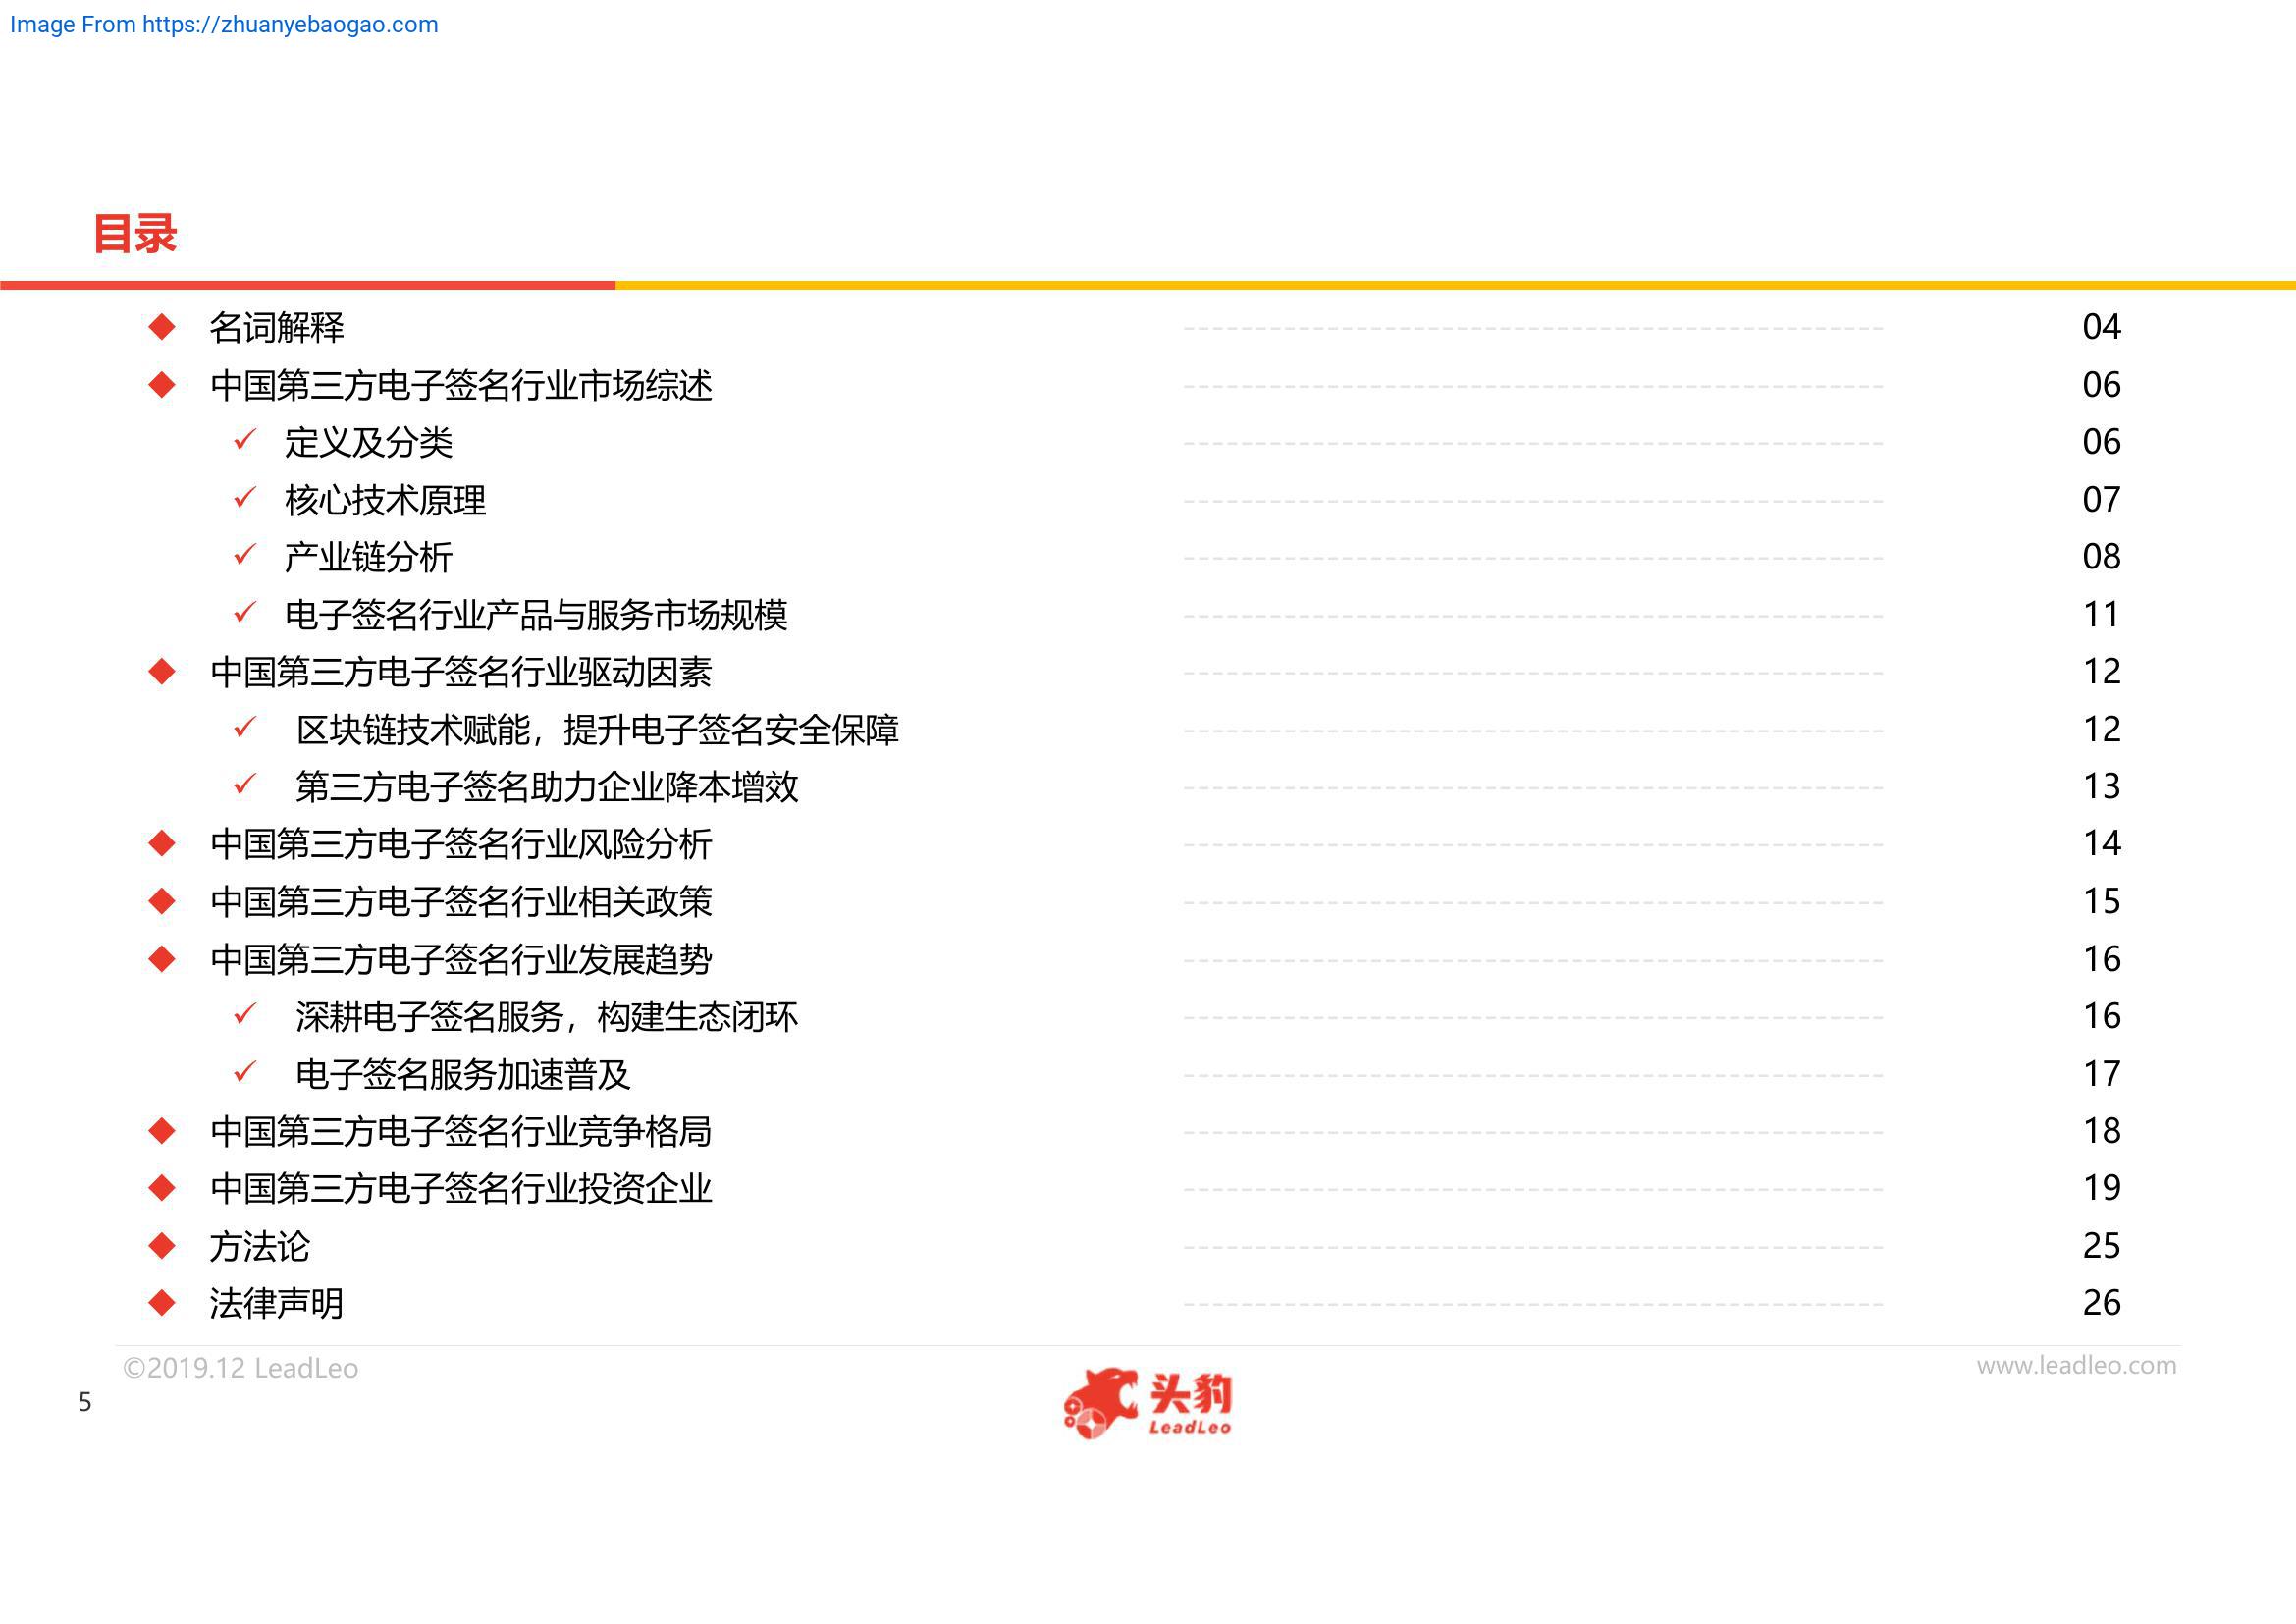 Image From https://zhuanyebaogao.com
目录
名词解释 04
中国第三方电子签名行业市场综述 06
定义及分类 06
核心技术原理 07
产业链分析 08
电子签名行业产品与服务市场规模 11
中国第三方电子签名行业驱动因素 12
区块链技术赋能，提升电子签名安全保障 12
第三方电子签名助力企业降本增效 13
中国第三方电子签名行业风险分析 14
中国第三方电子签名行业相关政策 15
中国第三方电子签名行业发展趋势 16
深耕电子签名服务，构建生态闭环 16
电子签名服务加速普及 17
中国第三方电子签名行业竞争格局 18
中国第三方电子签名行业投资企业 19
方法论 25
法律声明 26
©2019.12 LeadLeo
www.leadleo.com
5
头豹
LeadLeo